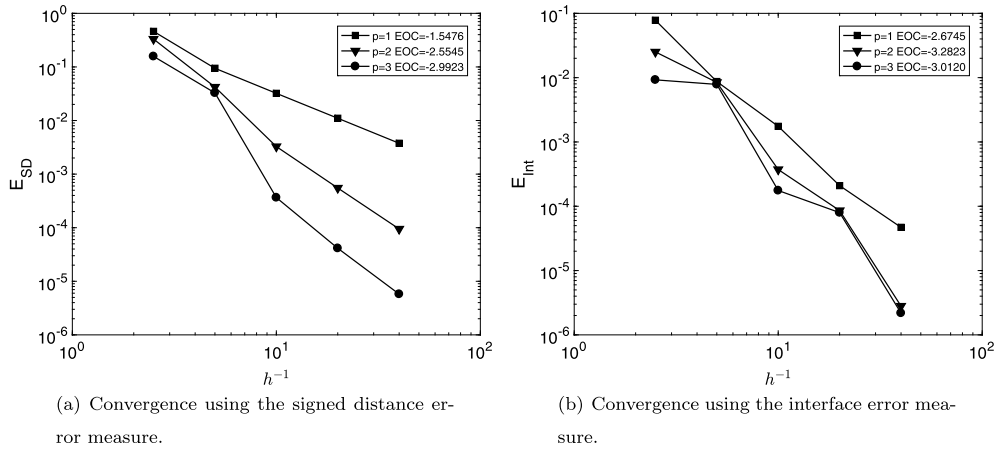 10^0
10^-1
10^-2
10^-3
10^-4
10^-5
10^-6
E_SD
10^0
10^1
10^2
h^-1
p=1 EOC=-1.5476
p=2 EOC=-2.5545
p=3 EOC=-2.9923
(a) Convergence using the signed distance er-
ror measure.
10^-1
10^-2
10^-3
10^-4
10^-5
10^-6
E_Int
10^0
10^1
10^2
h^-1
p=1 EOC=-2.6745
p=2 EOC=-3.2823
p=3 EOC=-3.0120
(b) Convergence using the interface error mea-
sure.